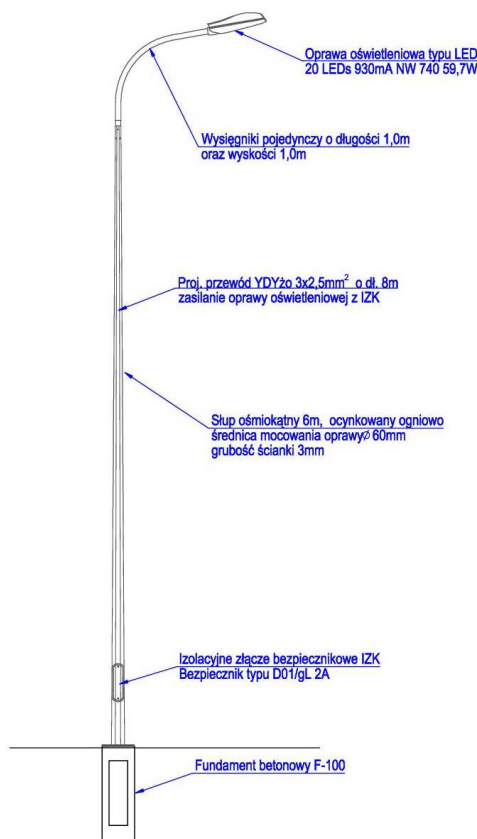 Oprawa oświetleniowa typu LED
20 LEDs 930mA NW 740 59,7W
Wysięgniki pojedynczy o długości 1,0m
oraz wyskości 1,0m
Proj. przewód YDYżo 3x2,5mm² o dł. 8m
zasilanie oprawy oświetleniowej z IZK
Słup ośmiokątny 6m, ocynkowany ogniowo
średnica mocowania oprawyØ 60mm
grubość ścianki 3mm
Izolacyjne złącze bezpiecznikowe IZK
Bezpiecznik typu D01/gL 2A
Fundament betonowy F-100